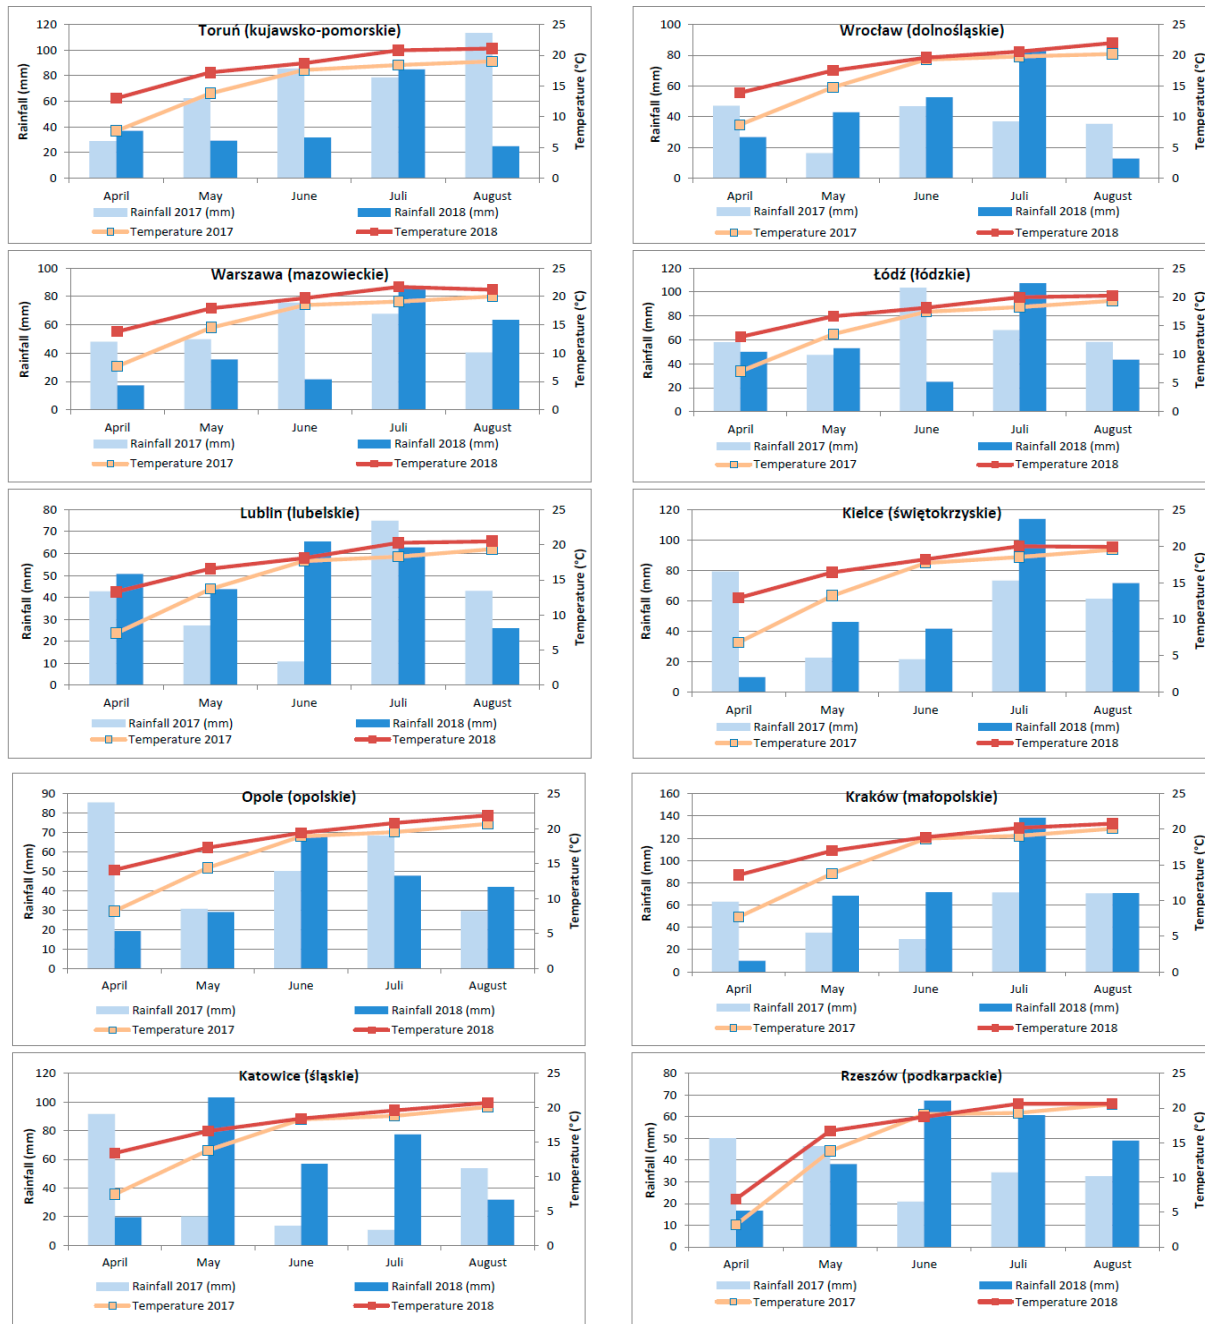 Toruń (kujawsko-pomorskie)
Rainfall (mm)
120
100
80
60
40
20
0
25
20
15
10
5
0
Temperature (°C)
April May June Juli August
Rainfall 2017 (mm) Rainfall 2018 (mm)
Temperature 2017 Temperature 2018
Wrocław (dolnośląskie)
Rainfall (mm)
100
80
60
40
20
0
25
20
15
10
5
0
Temperature (°C)
April May June Juli August
Rainfall 2017 (mm) Rainfall 2018 (mm)
Temperature 2017 Temperature 2018
Warszawa (mazowieckie)
Rainfall (mm)
100
80
60
40
20
0
25
20
15
10
5
0
Temperature (°C)
April May June Juli August
Rainfall 2017 (mm) Rainfall 2018 (mm)
Temperature 2017 Temperature 2018
Łódź (łódzkie)
Rainfall (mm)
120
100
80
60
40
20
0
25
20
15
10
5
0
Temperature (°C)
April May June Juli August
Rainfall 2017 (mm) Rainfall 2018 (mm)
Temperature 2017 Temperature 2018
Lublin (lubelskie)
Rainfall (mm)
80
70
60
50
40
30
20
10
0
25
20
15
10
5
0
Temperature (°C)
April May June Juli August
Rainfall 2017 (mm) Rainfall 2018 (mm)
Temperature 2017 Temperature 2018
Kielce (świętokrzyskie)
Rainfall (mm)
120
100
80
60
40
20
0
25
20
15
10
5
0
Temperature (°C)
April May June Juli August
Rainfall 2017 (mm) Rainfall 2018 (mm)
Temperature 2017 Temperature 2018
Opole (opolskie)
Rainfall (mm)
90
80
70
60
50
40
30
20
10
0
25
20
15
10
5
0
Temperature (°C)
April May June Juli August
Rainfall 2017 (mm) Rainfall 2018 (mm)
Temperature 2017 Temperature 2018
Kraków (małopolskie)
Rainfall (mm)
160
140
120
100
80
60
40
20
0
25
20
15
10
5
0
Temperature (°C)
April May June Juli August
Rainfall 2017 (mm) Rainfall 2018 (mm)
Temperature 2017 Temperature 2018
Katowice (śląskie)
Rainfall (mm)
120
100
80
60
40
20
0
25
20
15
10
5
0
Temperature (°C)
April May June Juli August
Rainfall 2017 (mm) Rainfall 2018 (mm)
Temperature 2017 Temperature 2018
Rzeszów (podkarpackie)
Rainfall (mm)
80
70
60
50
40
30
20
10
0
25
20
15
10
5
0
Temperature (°C)
April May June Juli August
Rainfall 2017 (mm) Rainfall 2018 (mm)
Temperature 2017 Temperature 2018